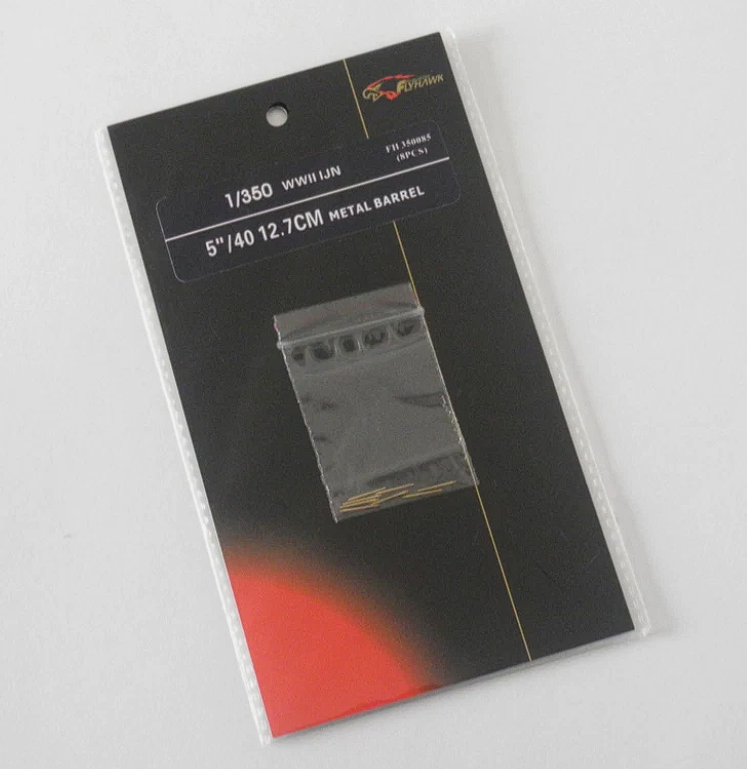 FLYHAWK
FH 350085
(8PCS)
1/350 WWII IJN
5"/40 12.7CM METAL BARREL